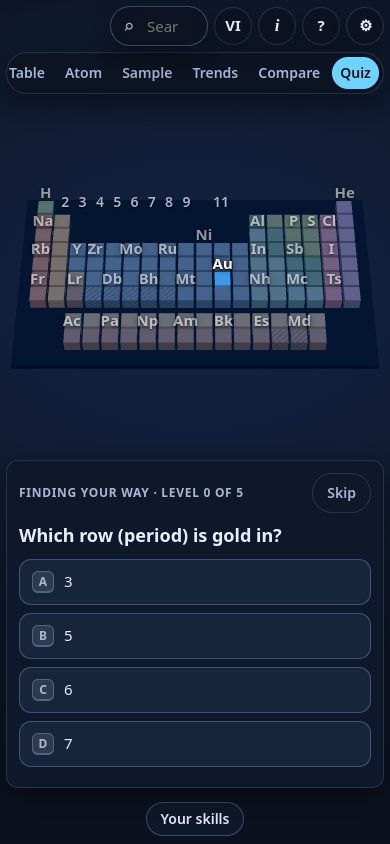 Sear VI i ? ⚙
Table Atom Sample Trends Compare Quiz
H He
2 3 4 5 6 7 8 9 11
Na Al P S Cl
Ni
Rb Y Zr Mo Ru In Sb I
Au
Fr Lr Db Bh Mt Nh Mc Ts
Ac Pa Np Am Bk Es Md
FINDING YOUR WAY · LEVEL 0 OF 5 Skip
Which row (period) is gold in?
A 3
B 5
C 6
D 7
Your skills